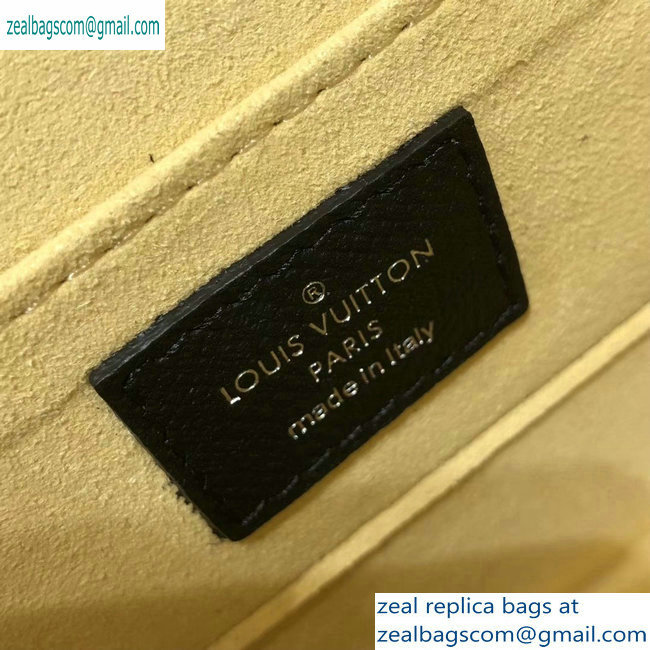 zealbagscom@gmail.com
®
LOUIS VUITTON
PARIS
made in Italy
zeal replica bags at
zealbagscom@gmail.com